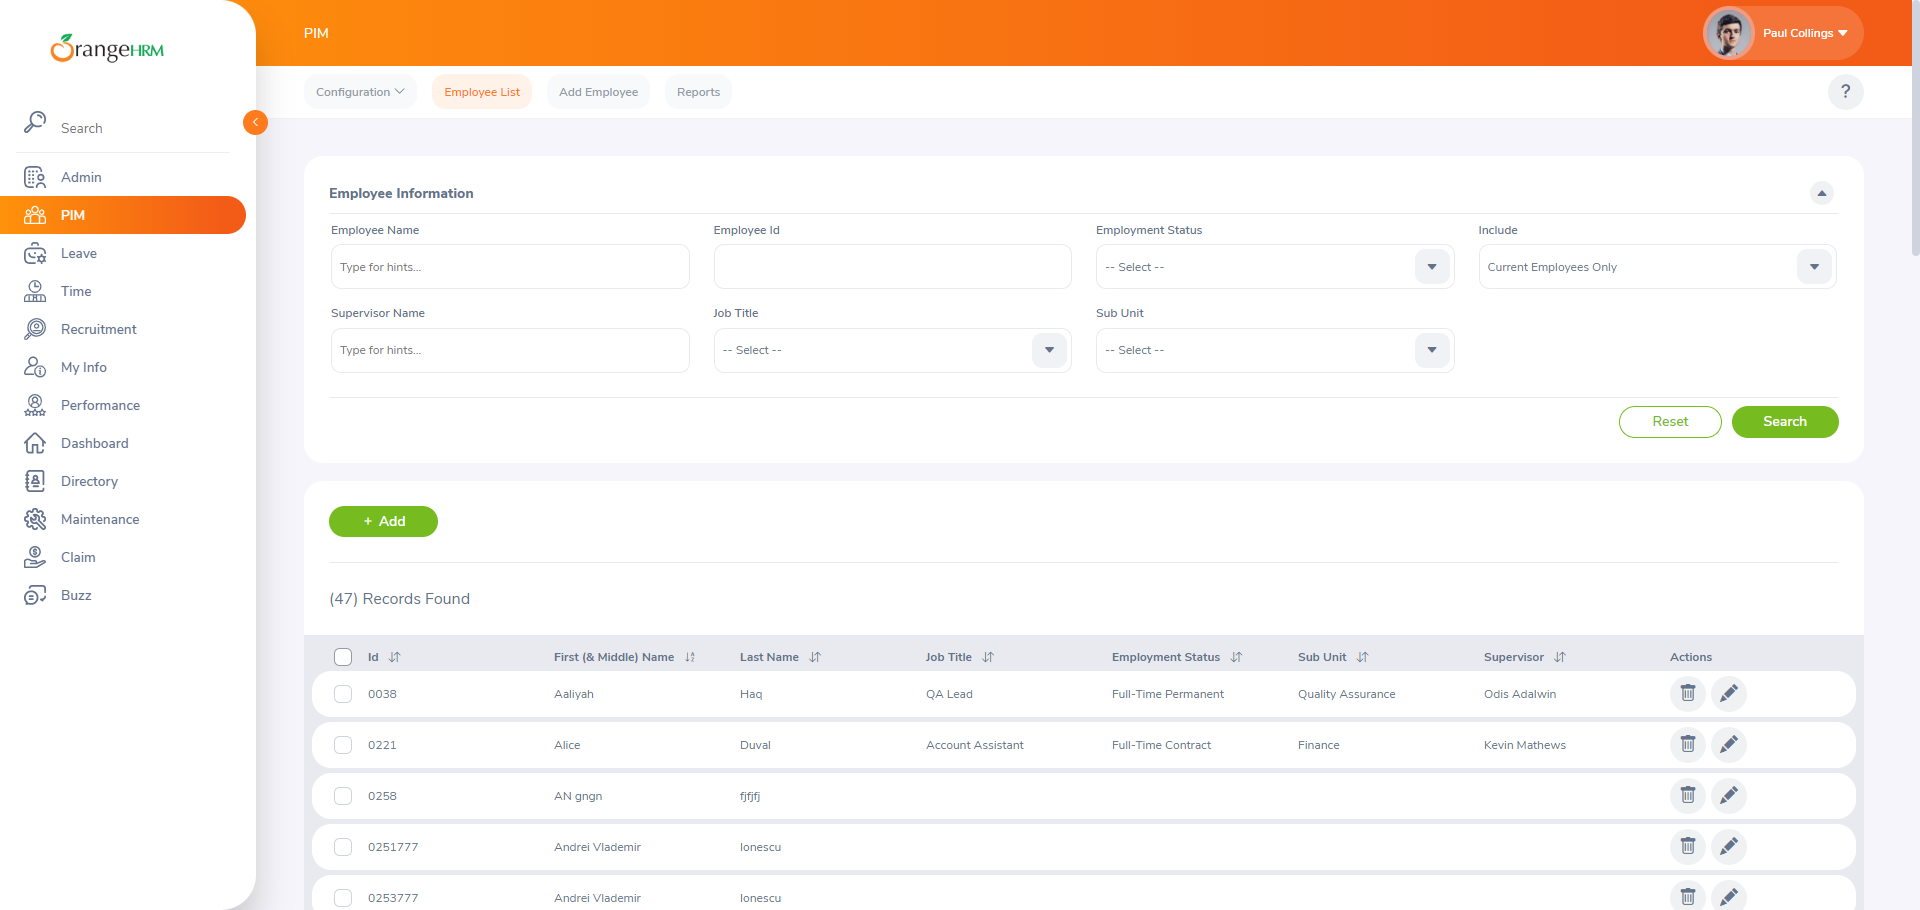 OrangeHRM
PIM
Paul Collings
Configuration
Employee List
Add Employee
Reports
?
Search
Admin
PIM
Leave
Time
Recruitment
My Info
Performance
Dashboard
Directory
Maintenance
Claim
Buzz
Employee Information
Employee Name Employee Id Employment Status Include
Type for hints... -- Select -- Current Employees Only
Supervisor Name Job Title Sub Unit
Type for hints... -- Select -- -- Select --
Reset Search
+ Add
(47) Records Found
Id First (& Middle) Name Last Name Job Title Employment Status Sub Unit Supervisor Actions
0038 Aaliyah Haq QA Lead Full-Time Permanent Quality Assurance Odis Adalwin
0221 Alice Duval Account Assistant Full-Time Contract Finance Kevin Mathews
0258 AN gngn fjfjfj
0251777 Andrei Vlademir Ionescu
0253777 Andrei Vlademir Ionescu